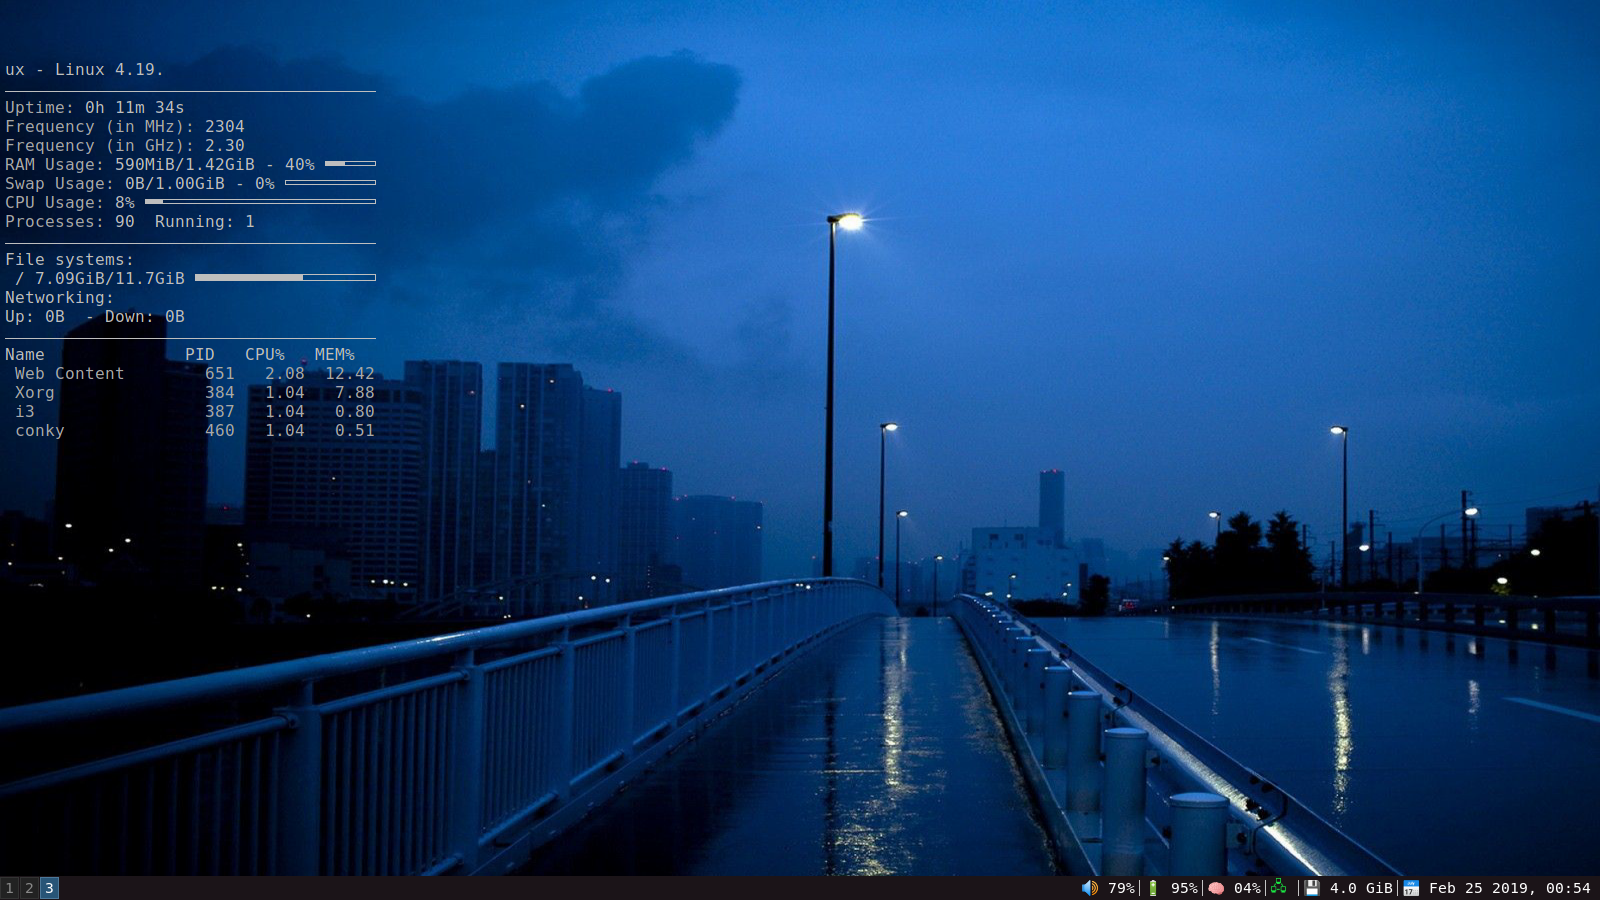 ux - Linux 4.19.
Uptime: 0h 11m 34s
Frequency (in MHz): 2304
Frequency (in GHz): 2.30
RAM Usage: 590MiB/1.42GiB - 40%
Swap Usage: 0B/1.00GiB - 0%
CPU Usage: 8%
Processes: 90  Running: 1
File systems:
/ 7.09GiB/11.7GiB
Networking:
Up: 0B  - Down: 0B
Name PID CPU% MEM%
Web Content 651 2.08 12.42
Xorg 384 1.04 7.88
i3 387 1.04 0.80
conky 460 1.04 0.51
1 2 3 79%| 95%| 04%| | 4.0 GiB| 17 Feb 25 2019, 00:54